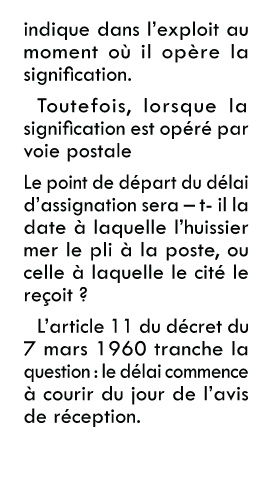 indique dans l’exploit au
moment où il opère la
signification.
Toutefois, lorsque la
signification est opéré par
voie postale
Le point de départ du délai
d’assignation sera – t- il la
date à laquelle l’huissier
mer le pli à la poste, ou
celle à laquelle le cité le
reçoit ?
L’article 11 du décret du
7 mars 1960 tranche la
question : le délai commence
à courir du jour de l’avis
de réception.